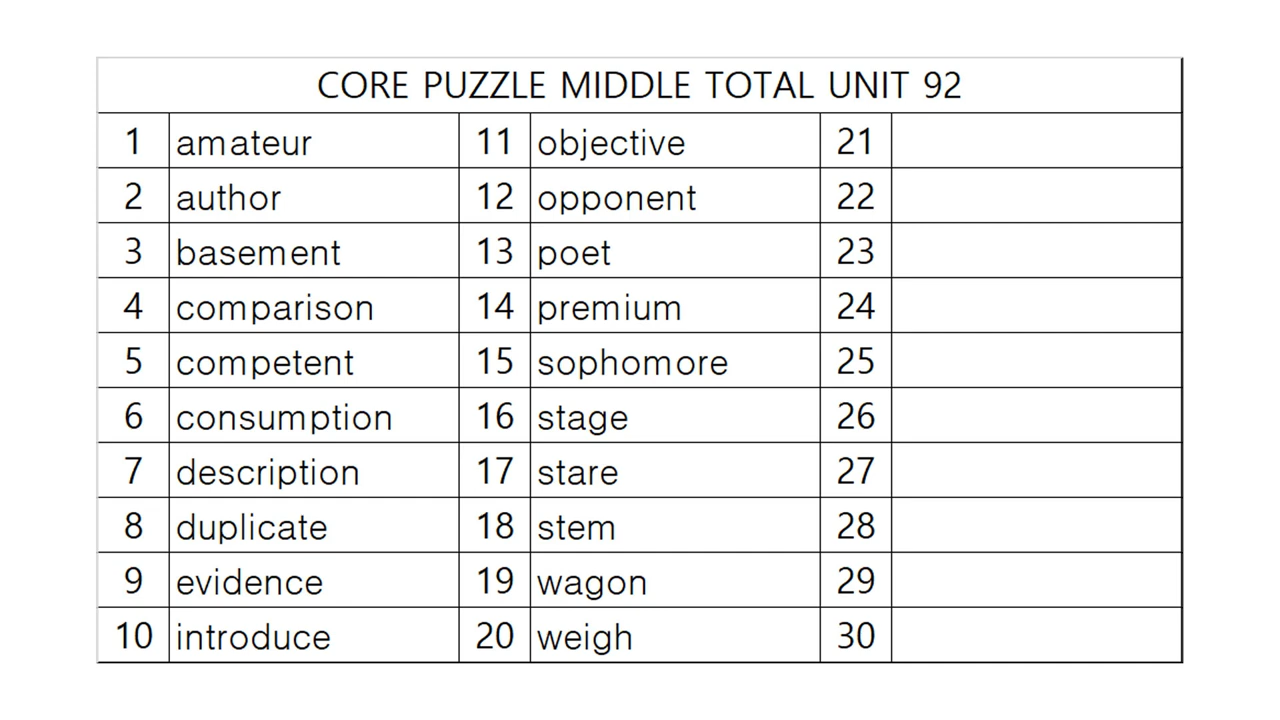 CORE PUZZLE MIDDLE TOTAL UNIT 92
1 amateur 11 objective 21
2 author 12 opponent 22
3 basement 13 poet 23
4 comparison 14 premium 24
5 competent 15 sophomore 25
6 consumption 16 stage 26
7 description 17 stare 27
8 duplicate 18 stem 28
9 evidence 19 wagon 29
10 introduce 20 weigh 30